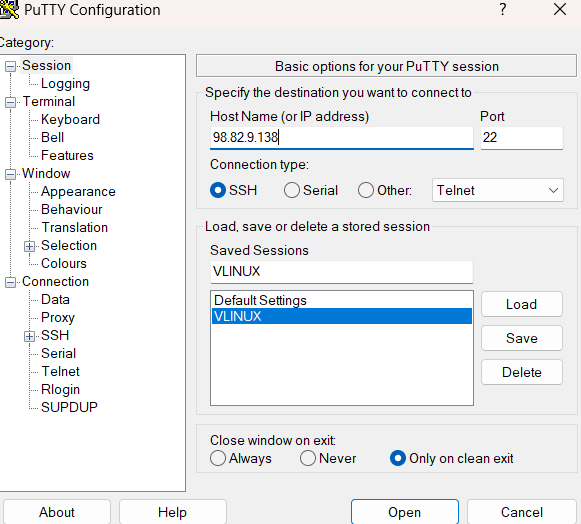 PuTTY Configuration ? ×
Category:
Session
Logging
Terminal
Keyboard
Bell
Features
Window
Appearance
Behaviour
Translation
Selection
Colours
Connection
Data
Proxy
SSH
Serial
Telnet
Rlogin
SUPDUP
Basic options for your PuTTY session
Specify the destination you want to connect to
Host Name (or IP address) Port
98.82.9.138 22
Connection type:
SSH Serial Other: Telnet
Load, save or delete a stored session
Saved Sessions
VLINUX
Default Settings
VLINUX
Load
Save
Delete
Close window on exit:
Always Never Only on clean exit
About Help Open Cancel